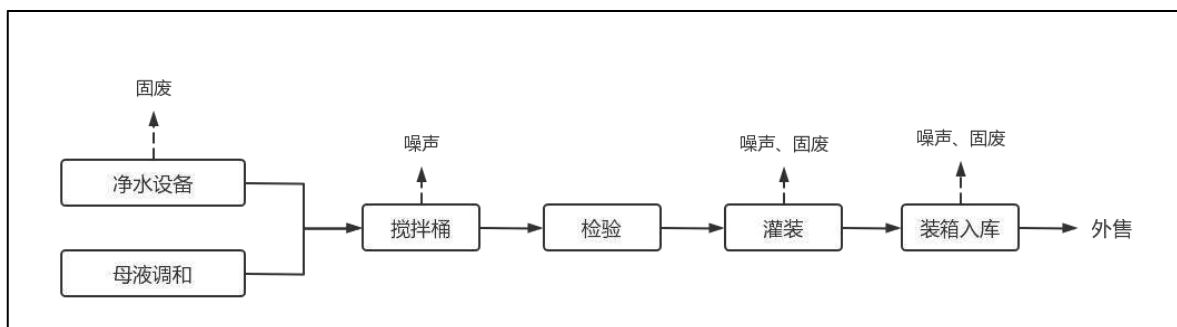 固废
噪声
噪声、固废
噪声、固废
净水设备
母液调和
搅拌桶
检验
灌装
装箱入库
外售